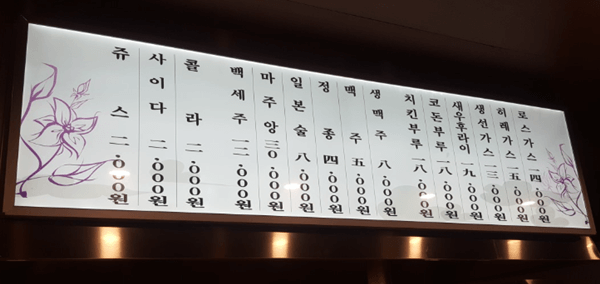 로스가스 一四.000원
히레가스 一五.000원
생선가스 一三.000원
새우후라이 一九.000원
코돈부루 一八.000원
치킨부루 一八.000원
생맥주 八.000원
맥주 五.000원
정종 四.000원
일본술 八.000원
마주앙 三0.000원
백세주 一二.000원
콜라 二.000원
사이다 二.000원
쥬스 二.000원